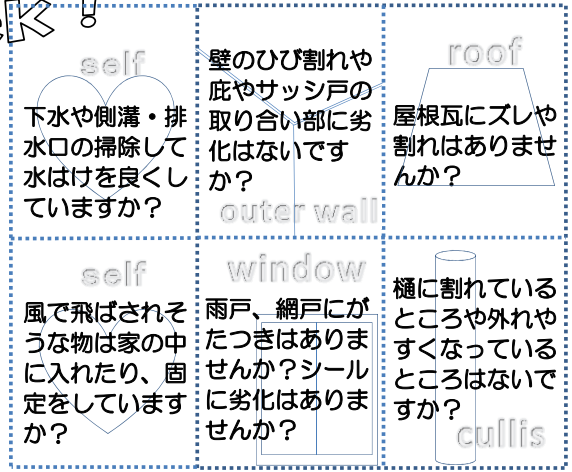 ck !
self
下水や側溝・排
水口の掃除して
水はけを良くし
ていますか？
壁のひび割れや
庇やサッシ戸の
取り合い部に劣
化はないです
か？
outer wall
roof
屋根瓦にズレや
割れはありませ
んか？
self
風で飛ばされそ
うな物は家の中
に入れたり、固
定をしています
か？
window
雨戸、網戸にが
たつきはありま
せんか？シール
に劣化はありま
せんか？
樋に割れている
ところや外れや
すくなっている
ところはないで
すか？
cullis